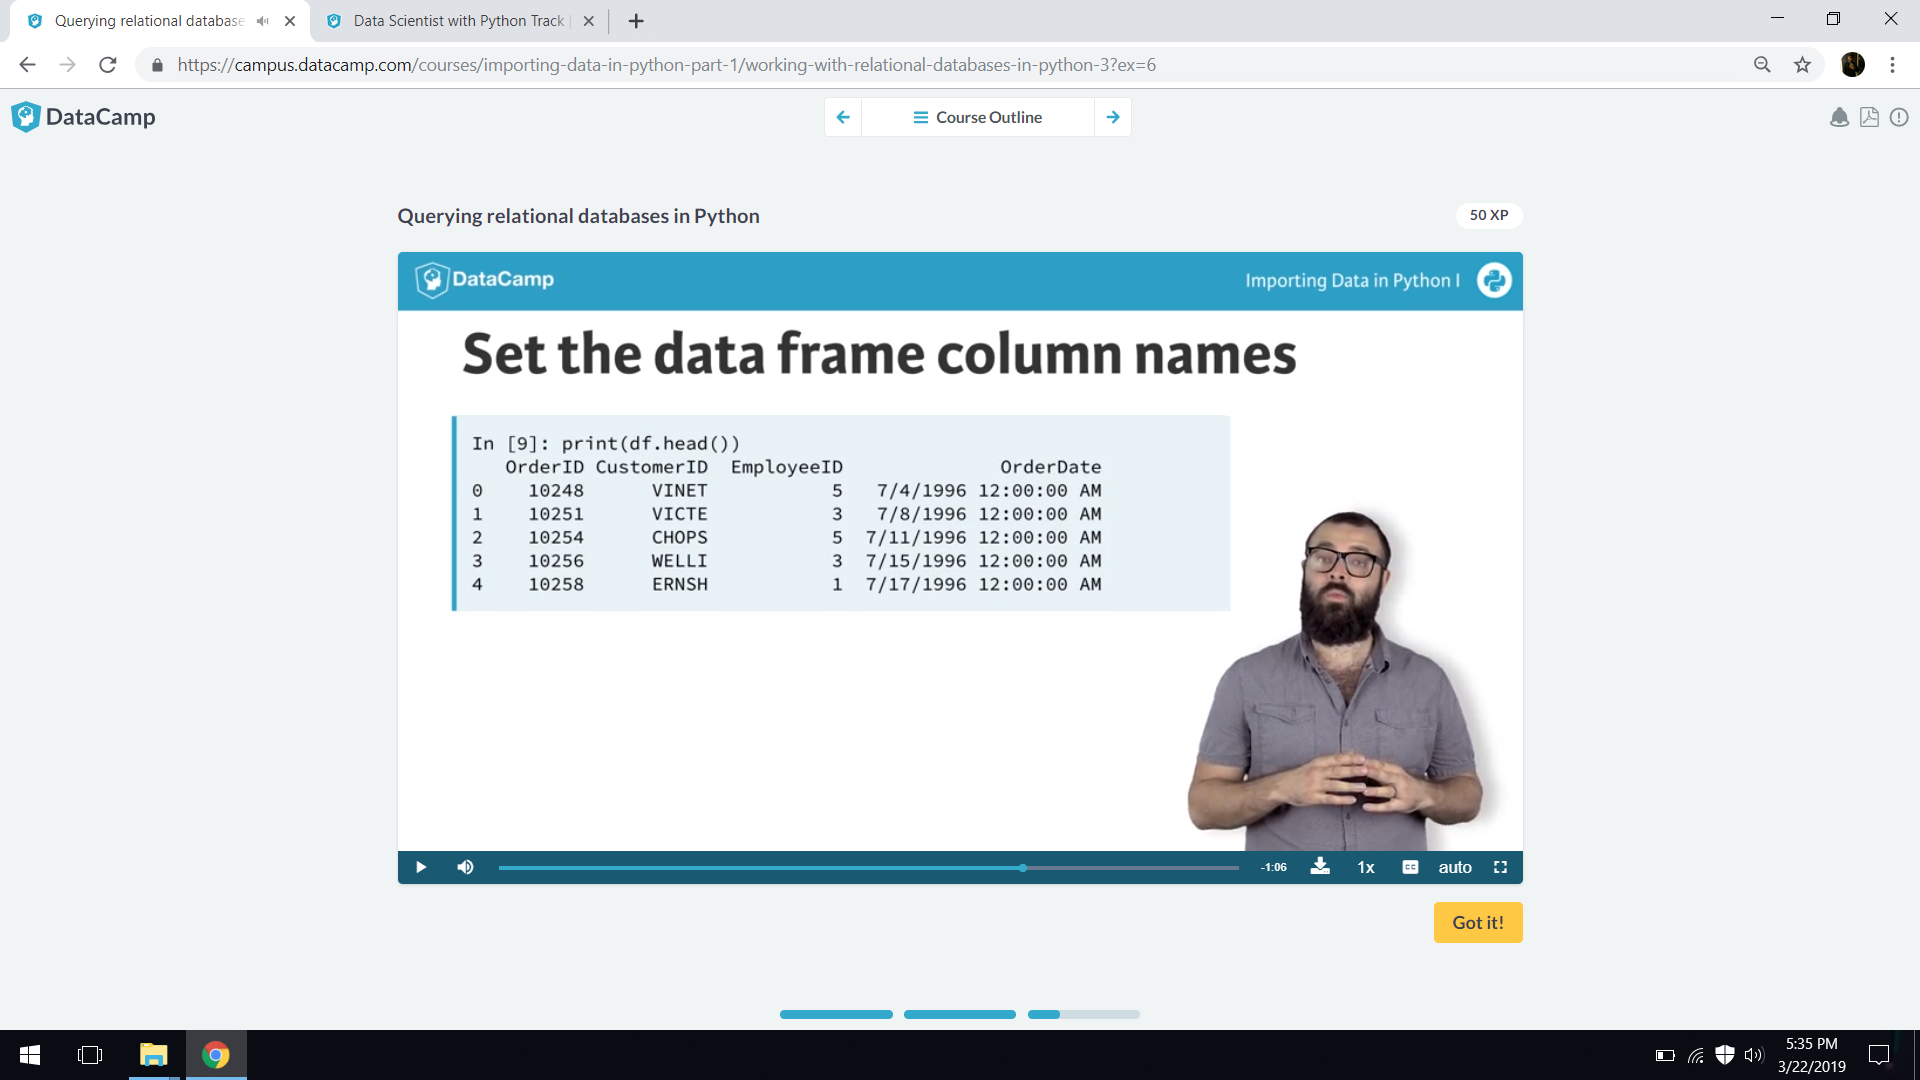 Querying relational database
Data Scientist with Python Track
https://campus.datacamp.com/courses/importing-data-in-python-part-1/working-with-relational-databases-in-python-3?ex=6
DataCamp
Course Outline
Querying relational databases in Python
50 XP
DataCamp
Importing Data in Python I
Set the data frame column names
In [9]: print(df.head())
OrderID CustomerID EmployeeID OrderDate
0 10248 VINET 5 7/4/1996 12:00:00 AM
1 10251 VICTE 3 7/8/1996 12:00:00 AM
2 10254 CHOPS 5 7/11/1996 12:00:00 AM
3 10256 WELLI 3 7/15/1996 12:00:00 AM
4 10258 ERNSH 1 7/17/1996 12:00:00 AM
-1:06
1x
CC
auto
Got it!
5:35 PM
3/22/2019